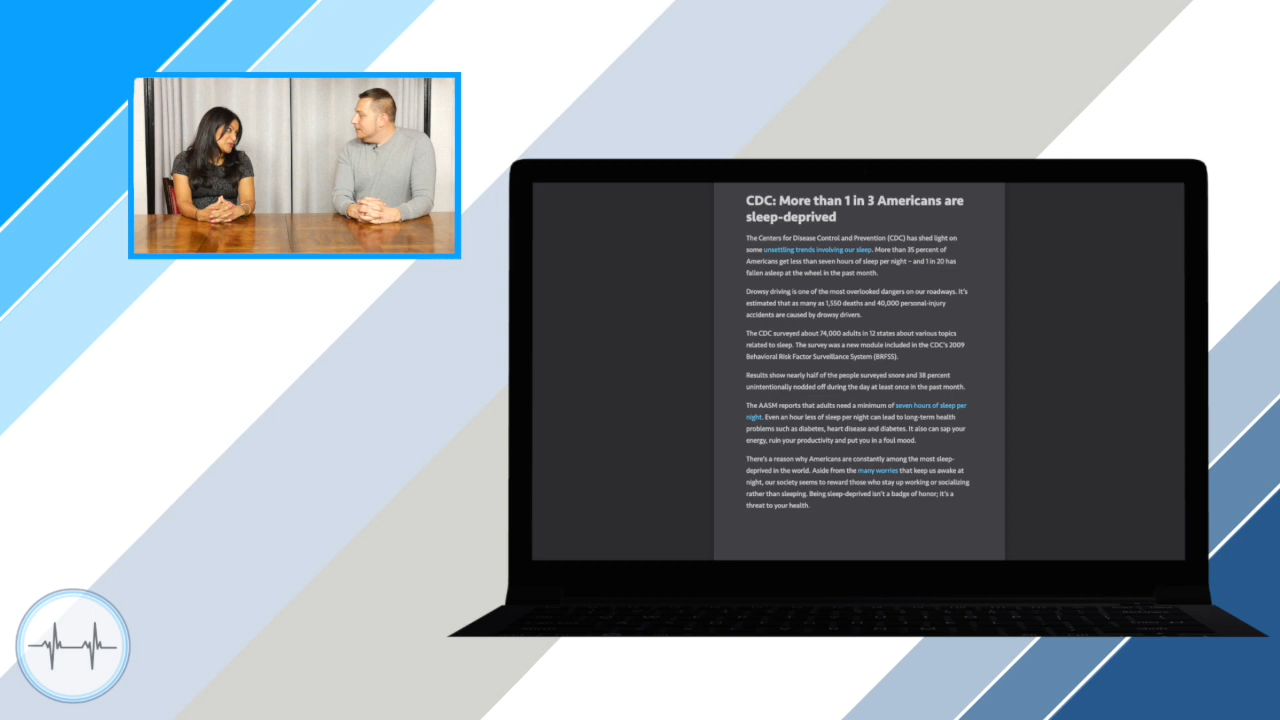 CDC: More than 1 in 3 Americans are
sleep-deprived
The Centers for Disease Control and Prevention (CDC) has shed light on
some unsettling trends involving our sleep. More than 35 percent of
Americans get less than seven hours of sleep per night – and 1 in 20 has
fallen asleep at the wheel in the past month.
Drowsy driving is one of the most overlooked dangers on our roadways. It's
estimated that as many as 1,550 deaths and 40,000 personal-injury
accidents are caused by drowsy drivers.
The CDC surveyed about 74,000 adults in 12 states about various topics
related to sleep. The survey was a new module included in the CDC's 2009
Behavioral Risk Factor Surveillance System (BRFSS).
Results show nearly half of the people surveyed snore and 38 percent
unintentionally nodded off during the day at least once in the past month.
The AASM reports that adults need a minimum of seven hours of sleep per
night. Even an hour less of sleep per night can lead to long-term health
problems such as diabetes, heart disease and diabetes. It also can sap your
energy, ruin your productivity and put you in a foul mood.
There's a reason why Americans are constantly among the most sleep-
deprived in the world. Aside from the many worries that keep us awake at
night, our society seems to reward those who stay up working or socializing
rather than sleeping. Being sleep-deprived isn't a badge of honor; it's a
threat to your health.